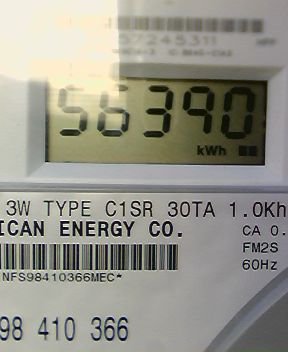 57245311
56390
kWh
3W TYPE C1SR 30TA 1.0Kh
ICAN ENERGY CO.
CA 0.
FM2S
60Hz
NFS98410366MEC*
98 410 366